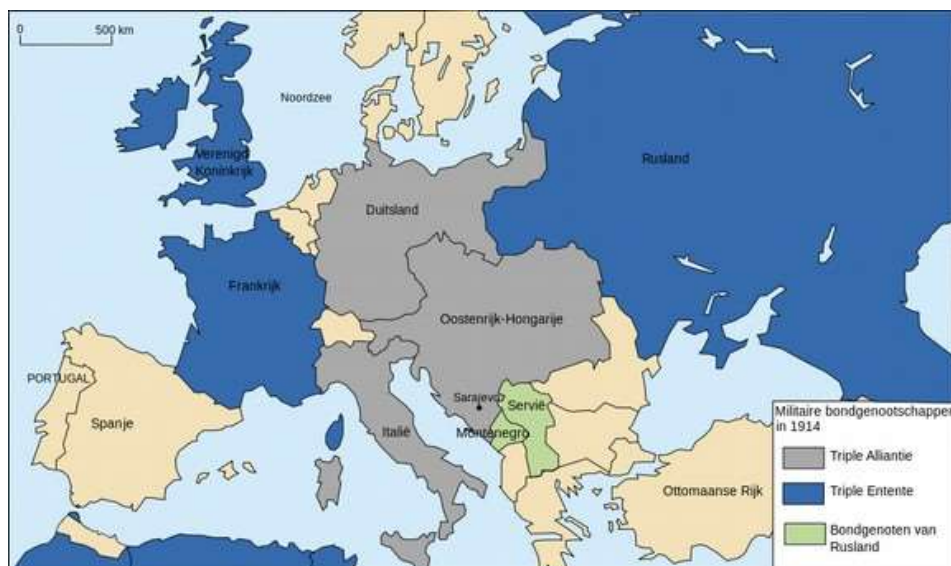 0 500 km
Noordzee
Verenigd
Koninkrijk
Rusland
Duitsland
Frankrijk
Oostenrijk-Hongarije
PORTUGAL
Spanje
Sarajevo
Servië
Italië
Montenegro
Ottomaanse Rijk
Militaire bondgenootschappen
in 1914
Triple Alliantie
Triple Entente
Bondgenoten van
Rusland